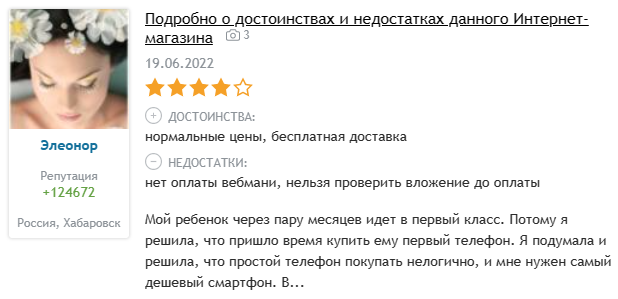 Подробно о достоинствах и недостатках данного Интернет-
магазина 3
19.06.2022
ДОСТОИНСТВА:
нормальные цены, бесплатная доставка
НЕДОСТАТКИ:
нет оплаты вебмани, нельзя проверить вложение до оплаты
Мой ребенок через пару месяцев идет в первый класс. Потому я
решила, что пришло время купить ему первый телефон. Я подумала и
решила, что простой телефон покупать нелогично, и мне нужен самый
дешевый смартфон. В...
Элеонор
Репутация
+124672
Россия, Хабаровск